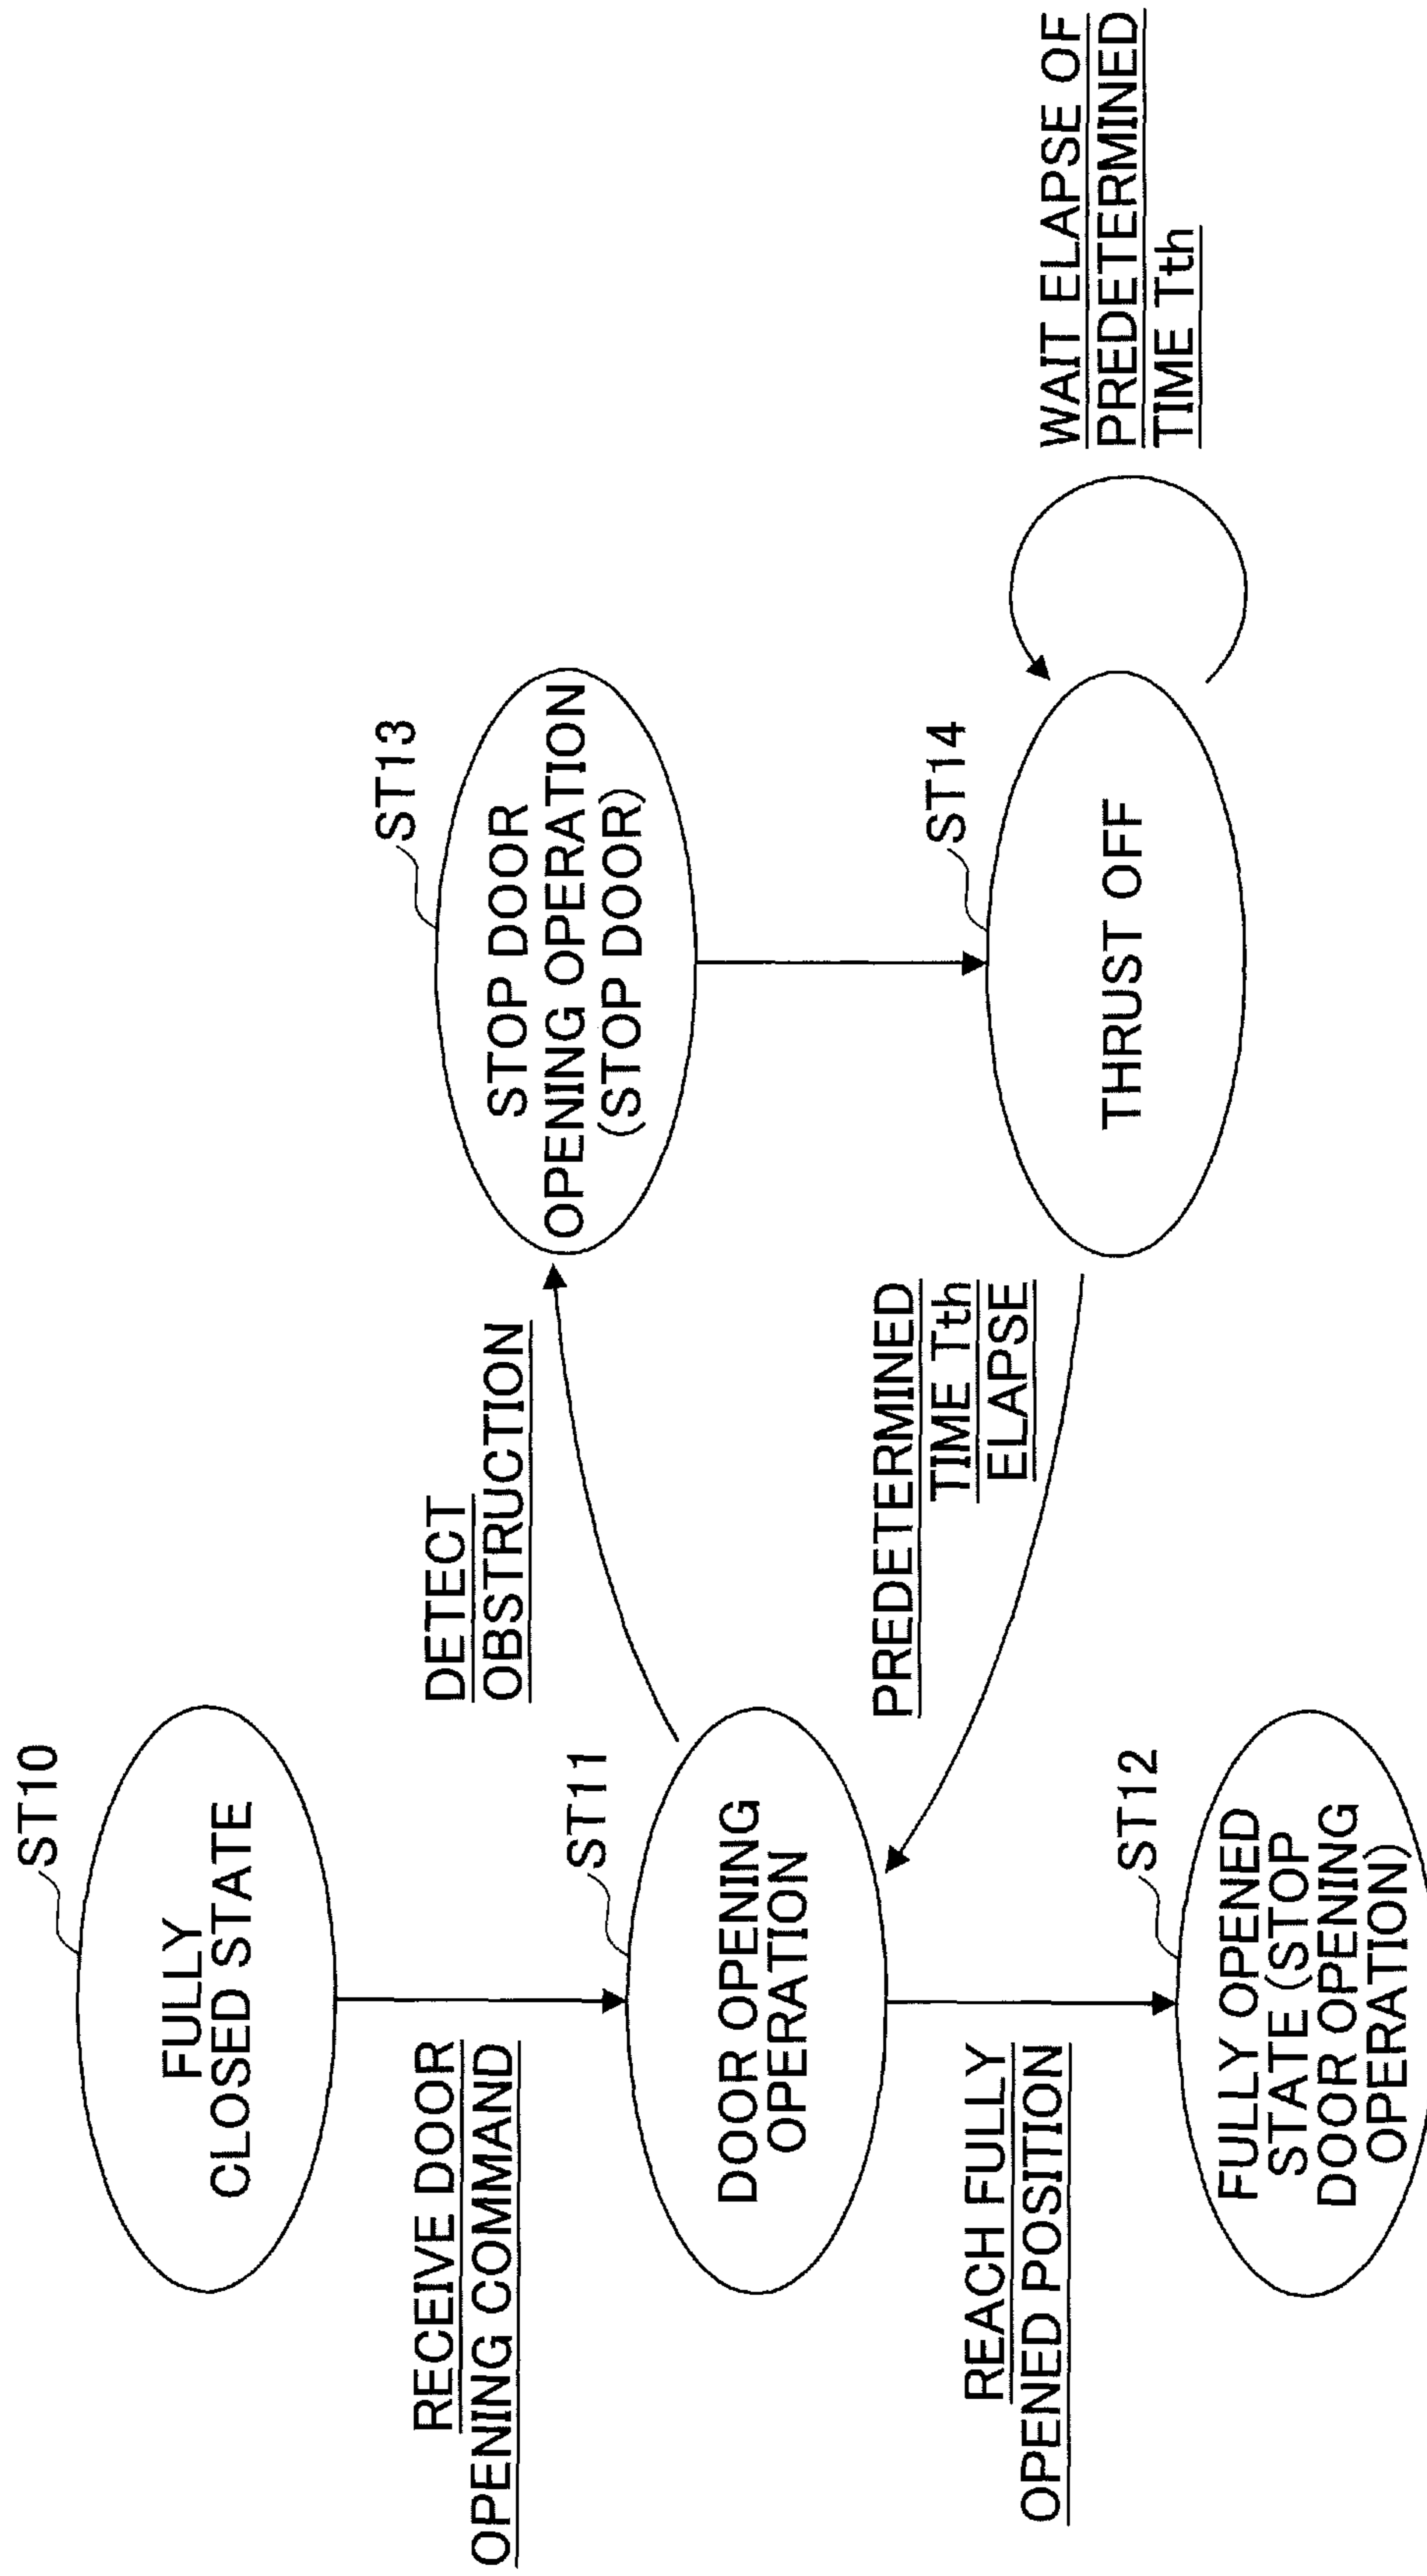 ST10
FULLY
CLOSED STATE
RECEIVE DOOR
OPENING COMMAND
ST11
DOOR OPENING
OPERATION
REACH FULLY
OPENED POSITION
ST12
FULLY OPENED
STATE (STOP
DOOR OPENING
OPERATION)
DETECT
OBSTRUCTION
ST13
STOP DOOR
OPENING OPERATION
(STOP DOOR)
PREDETERMINED
TIME Tth
ELAPSE
ST14
THRUST OFF
WAIT ELAPSE OF
PREDETERMINED
TIME Tth